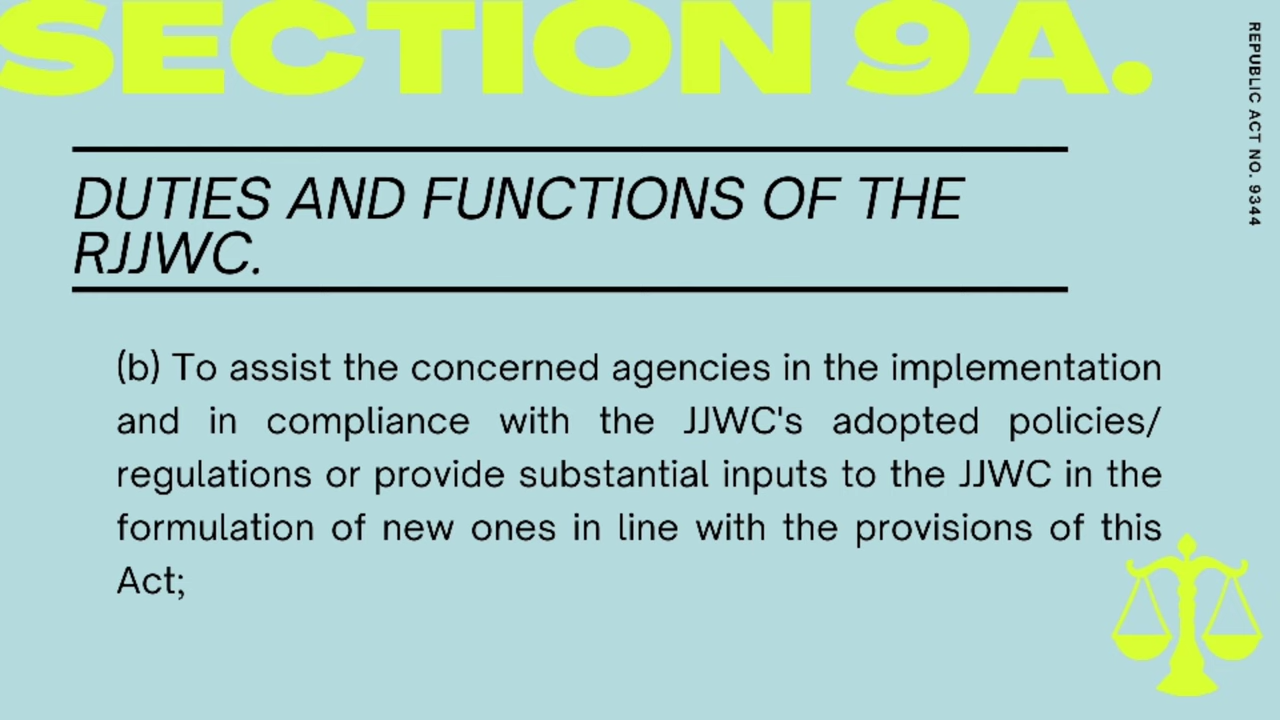 SECTION 9A.
REPUBLIC ACT NO. 9344
DUTIES AND FUNCTIONS OF THE
RJJWC.
(b) To assist the concerned agencies in the implementation
and in compliance with the JJWC's adopted policies/
regulations or provide substantial inputs to the JJWC in the
formulation of new ones in line with the provisions of this
Act;